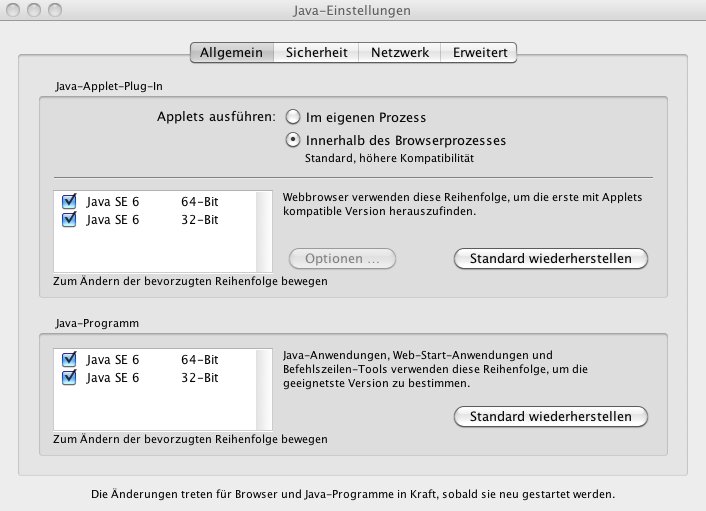 Java-Einstellungen
Allgemein Sicherheit Netzwerk Erweitert
Java-Applet-Plug-In
Applets ausführen: Im eigenen Prozess
Innerhalb des Browserprozesses
Standard, höhere Kompatibilität
Java SE 6 64-Bit
Java SE 6 32-Bit
Webbrowser verwenden diese Reihenfolge, um die erste mit Applets
kompatible Version herauszufinden.
Optionen ... Standard wiederherstellen
Zum Ändern der bevorzugten Reihenfolge bewegen
Java-Programm
Java SE 6 64-Bit
Java SE 6 32-Bit
Java-Anwendungen, Web-Start-Anwendungen und
Befehlszeilen-Tools verwenden diese Reihenfolge, um die
geeignetste Version zu bestimmen.
Standard wiederherstellen
Zum Ändern der bevorzugten Reihenfolge bewegen
Die Änderungen treten für Browser und Java-Programme in Kraft, sobald sie neu gestartet werden.